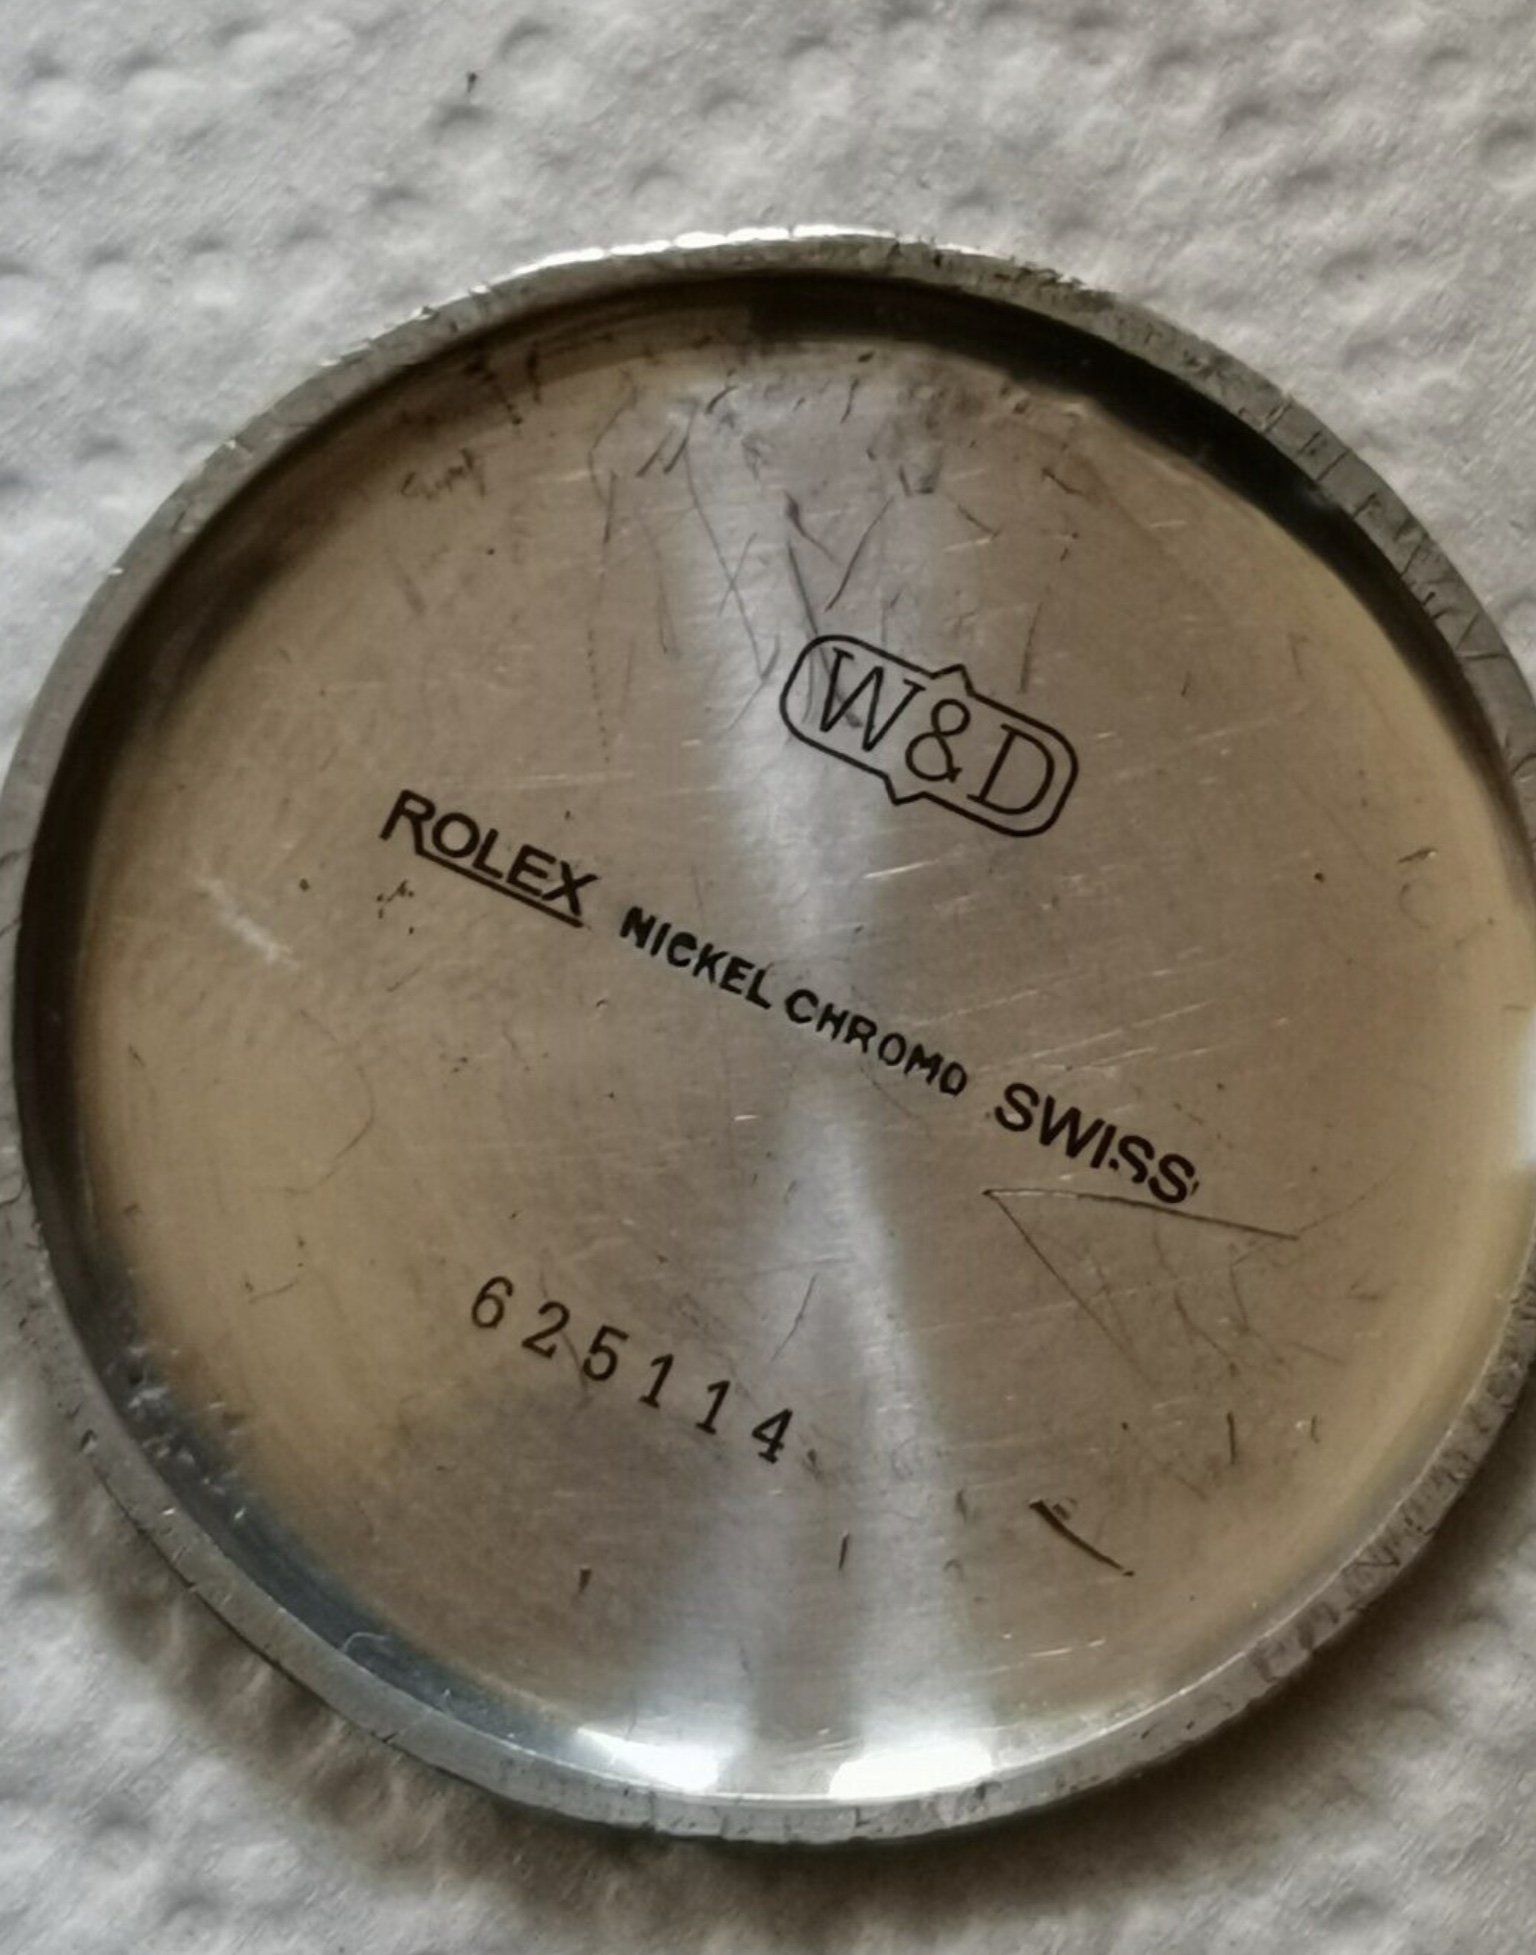 W&D
ROLEX NICKEL CHROMO SWISS
625114